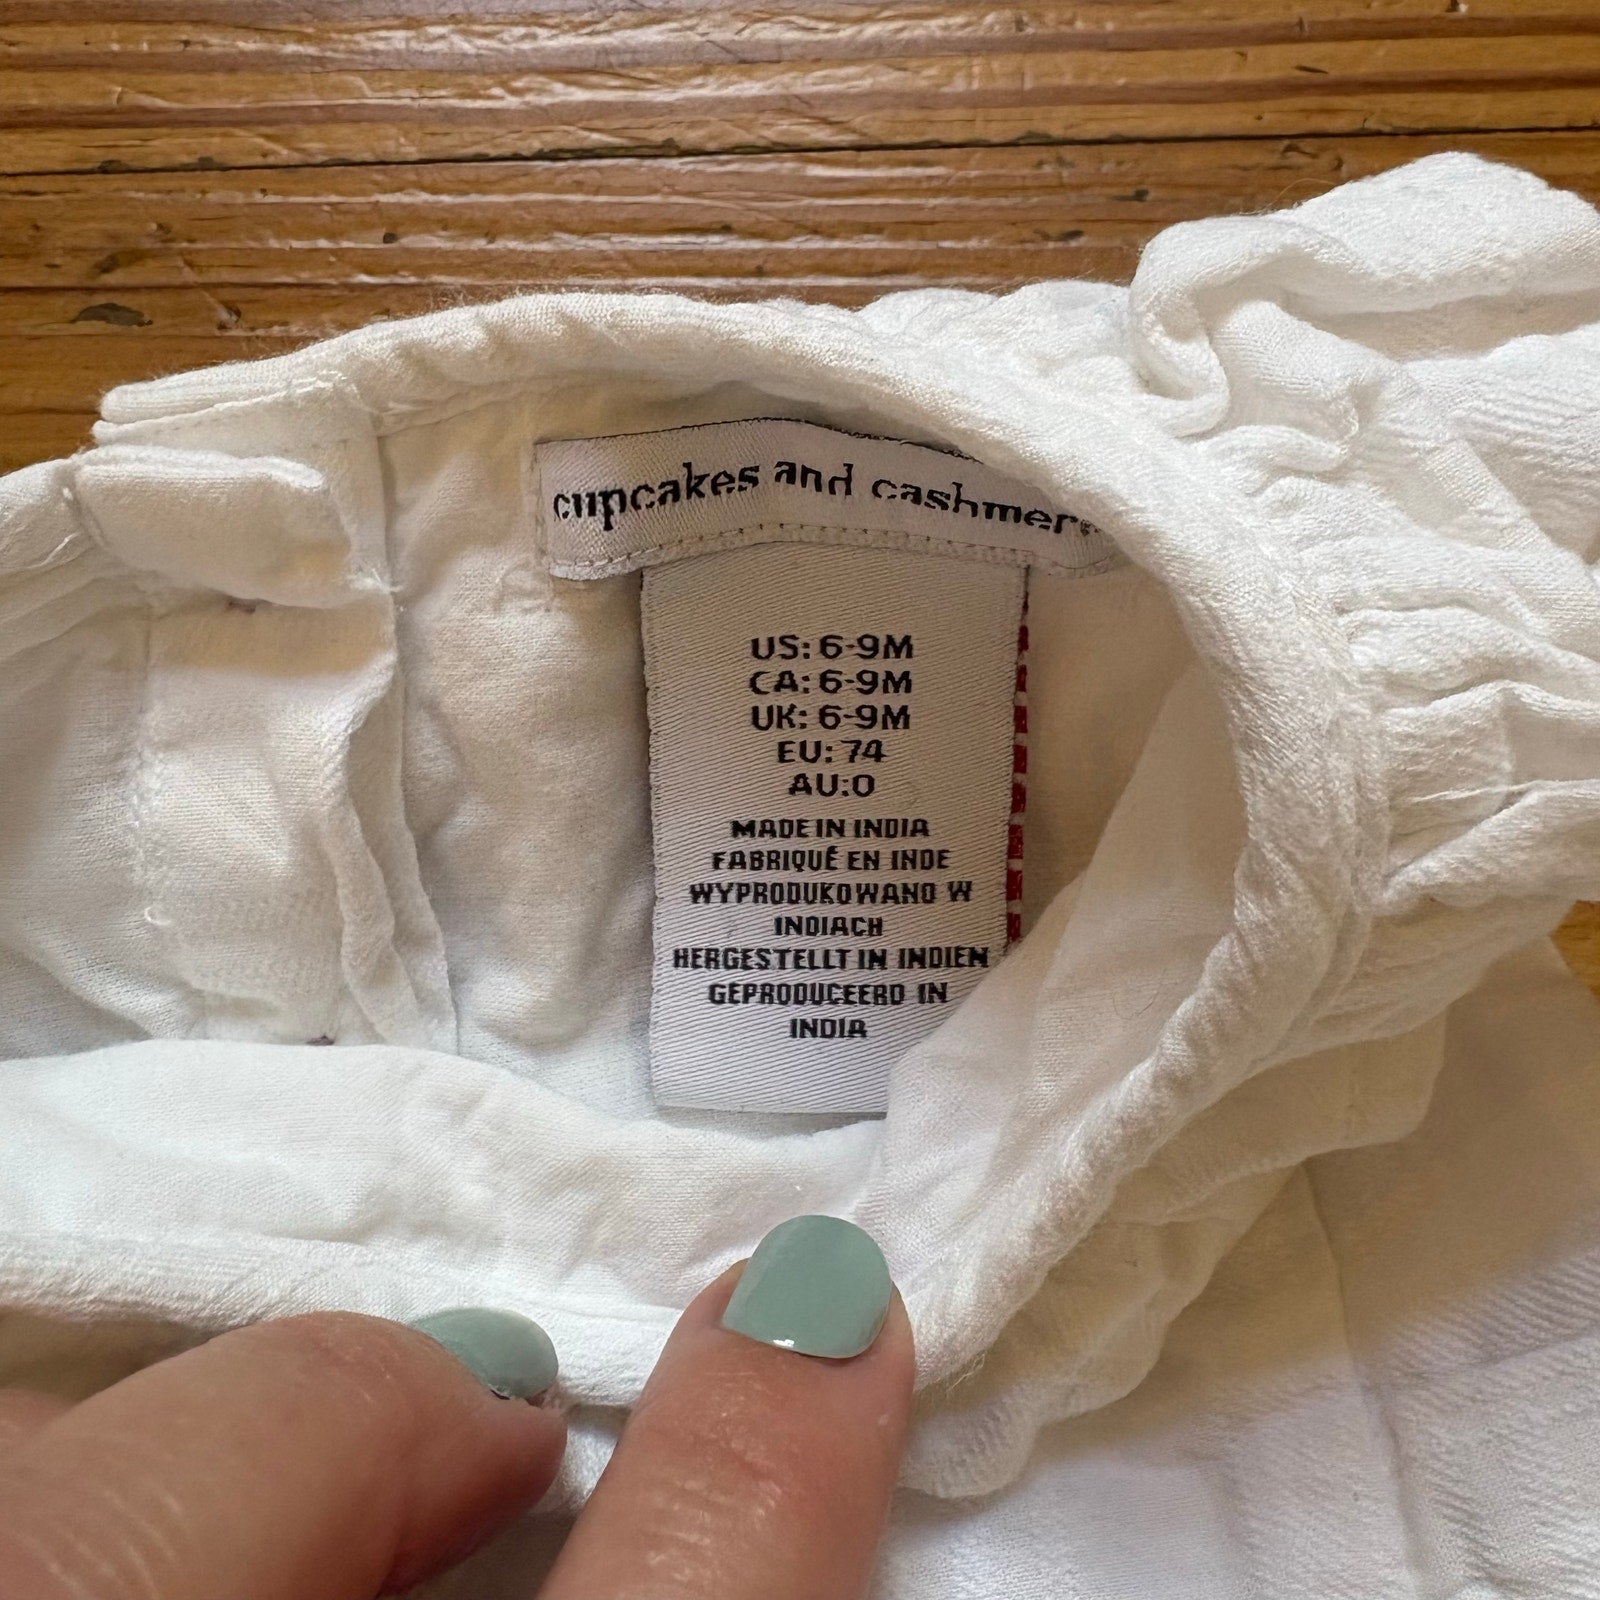 cupcakes and cashmere
US: 6-9M
CA: 6-9M
UK: 6-9M
EU: 74
AU:0
MADE IN INDIA
FABRIQUÉ EN INDE
WYPRODUKOWANO W
INDIACH
HERGESTELLT IN INDIEN
GEPRODUCEERD IN
INDIA